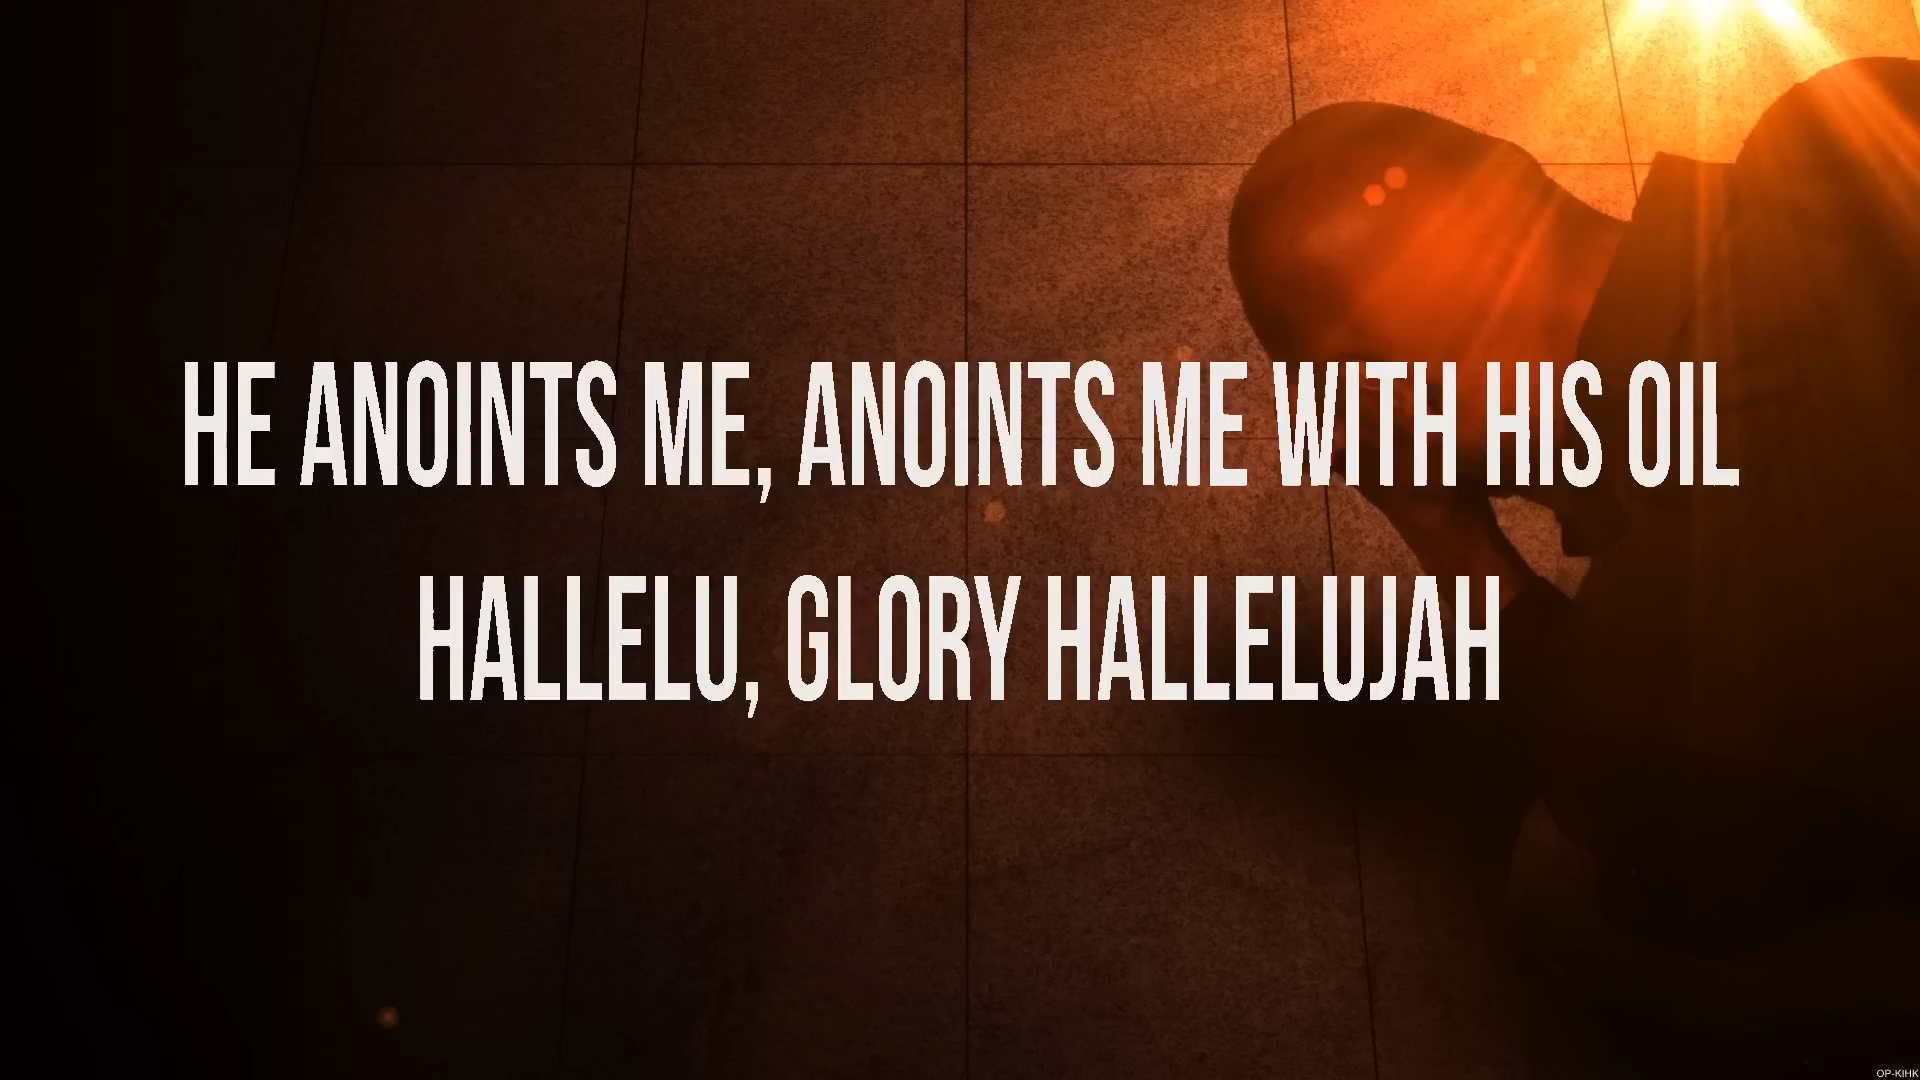 HE ANOINTS ME, ANOINTS ME WITH HIS OIL
HALLELU, GLORY HALLELUJAH
OP-KIHK